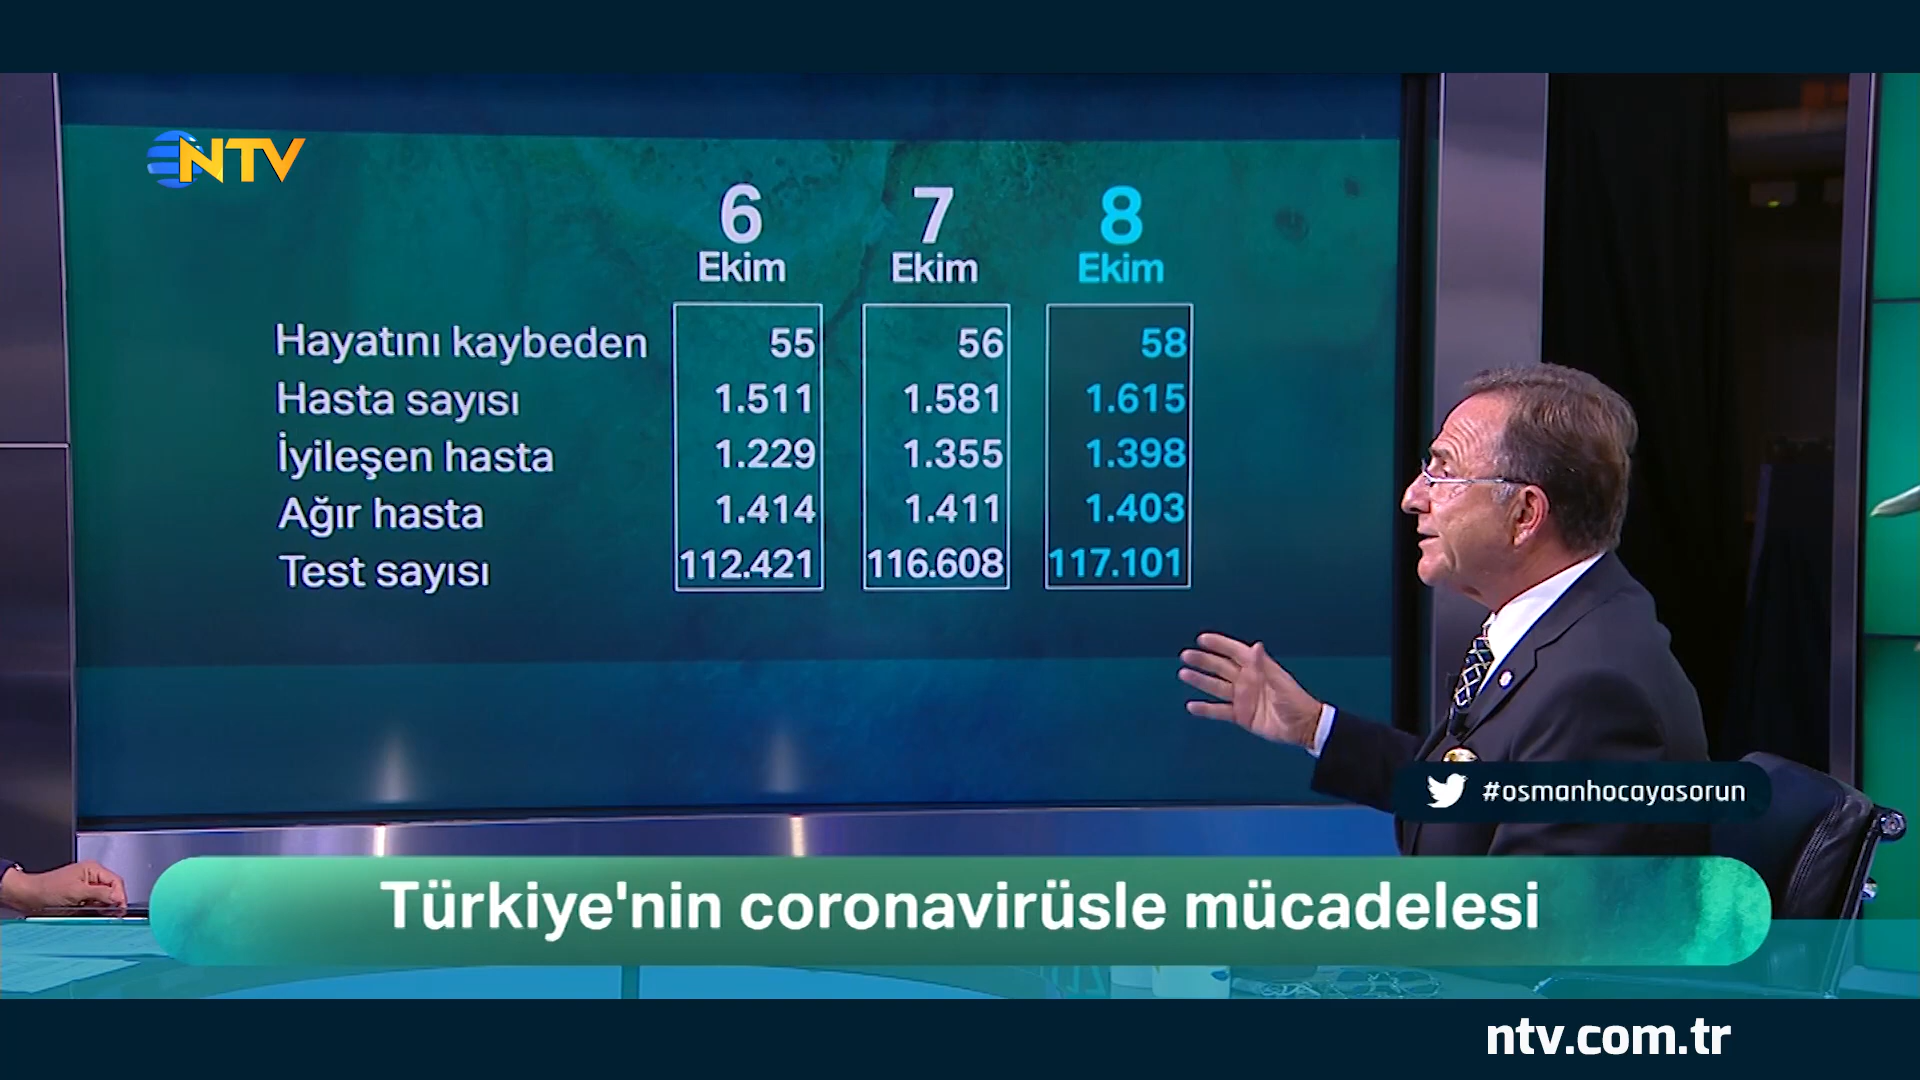 NTV
6 7 8
Ekim Ekim Ekim
Hayatını kaybeden 55 56 58
Hasta sayısı 1.511 1.581 1.615
İyileşen hasta 1.229 1.355 1.398
Ağır hasta 1.414 1.411 1.403
Test sayısı 112.421 116.608 117.101
#osmanhocayasorun
Türkiye'nin coronavirüsle mücadelesi
ntv.com.tr